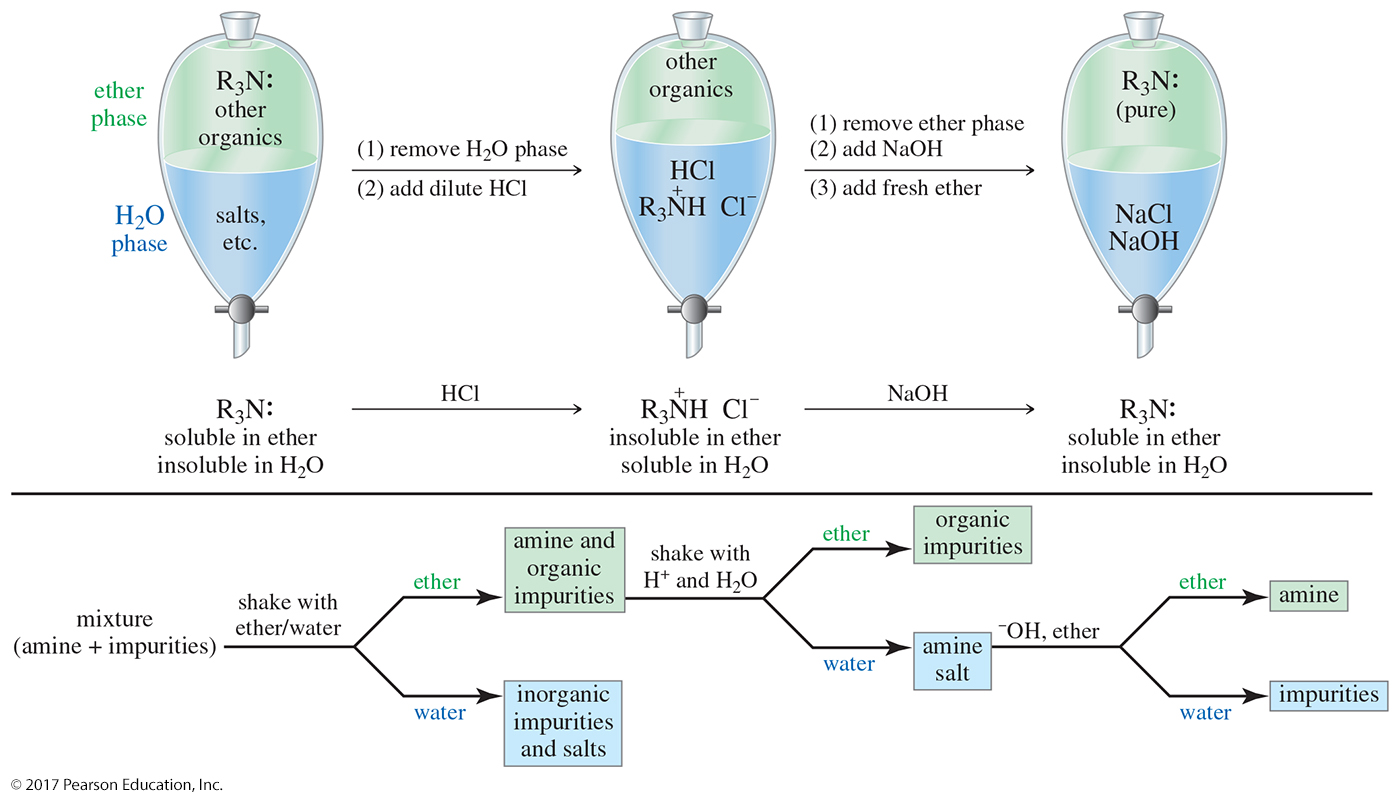 ether
phase
H₂O
phase
R₃N:
other
organics
salts,
etc.
(1) remove H₂O phase
(2) add dilute HCl
other
organics
HCl
R₃N⁺H Cl⁻
(1) remove ether phase
(2) add NaOH
(3) add fresh ether
R₃N:
(pure)
NaCl
NaOH
R₃N:
soluble in ether
insoluble in H₂O
HCl
R₃N⁺H Cl⁻
insoluble in ether
soluble in H₂O
NaOH
R₃N:
soluble in ether
insoluble in H₂O
mixture
(amine + impurities)
shake with
ether/water
ether
water
amine and
organic
impurities
inorganic
impurities
and salts
shake with
H⁺ and H₂O
ether
water
organic
impurities
amine
salt
⁻OH, ether
ether
water
amine
impurities
© 2017 Pearson Education, Inc.